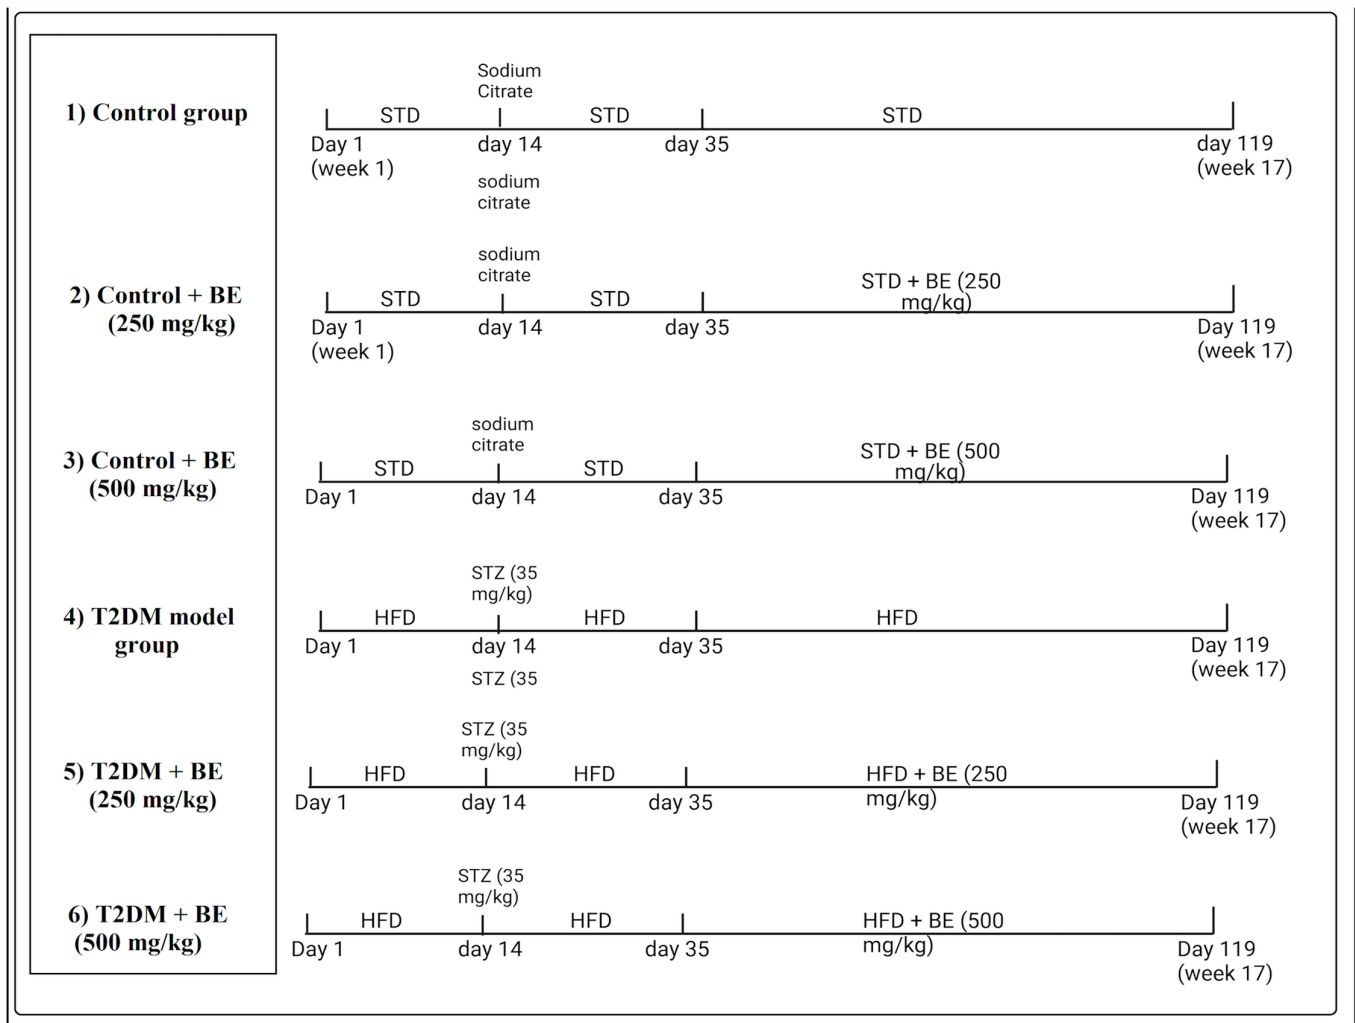 1) Control group
Sodium
Citrate
STD
STD
STD
Day 1
(week 1)
day 14
day 35
day 119
(week 17)
sodium
citrate
2) Control + BE
(250 mg/kg)
sodium
citrate
STD
STD
STD + BE (250
mg/kg)
Day 1
(week 1)
day 14
day 35
Day 119
(week 17)
3) Control + BE
(500 mg/kg)
sodium
citrate
STD
STD
STD + BE (500
mg/kg)
Day 1
day 14
day 35
Day 119
(week 17)
4) T2DM model
group
STZ (35
mg/kg)
HFD
HFD
HFD
Day 1
day 14
day 35
Day 119
(week 17)
STZ (35
5) T2DM + BE
(250 mg/kg)
STZ (35
mg/kg)
HFD
HFD
HFD + BE (250
mg/kg)
Day 1
day 14
day 35
Day 119
(week 17)
6) T2DM + BE
(500 mg/kg)
STZ (35
mg/kg)
HFD
HFD
HFD + BE (500
mg/kg)
Day 1
day 14
day 35
Day 119
(week 17)